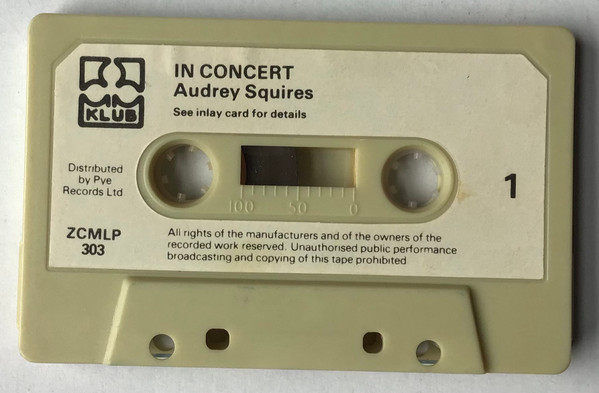 KLUB
IN CONCERT
Audrey Squires
See inlay card for details
Distributed
by Pye
Records Ltd
100 50 0
1
ZCMLP
303
All rights of the manufacturers and of the owners of the
recorded work reserved. Unauthorised public performance
broadcasting and copying of this tape prohibited